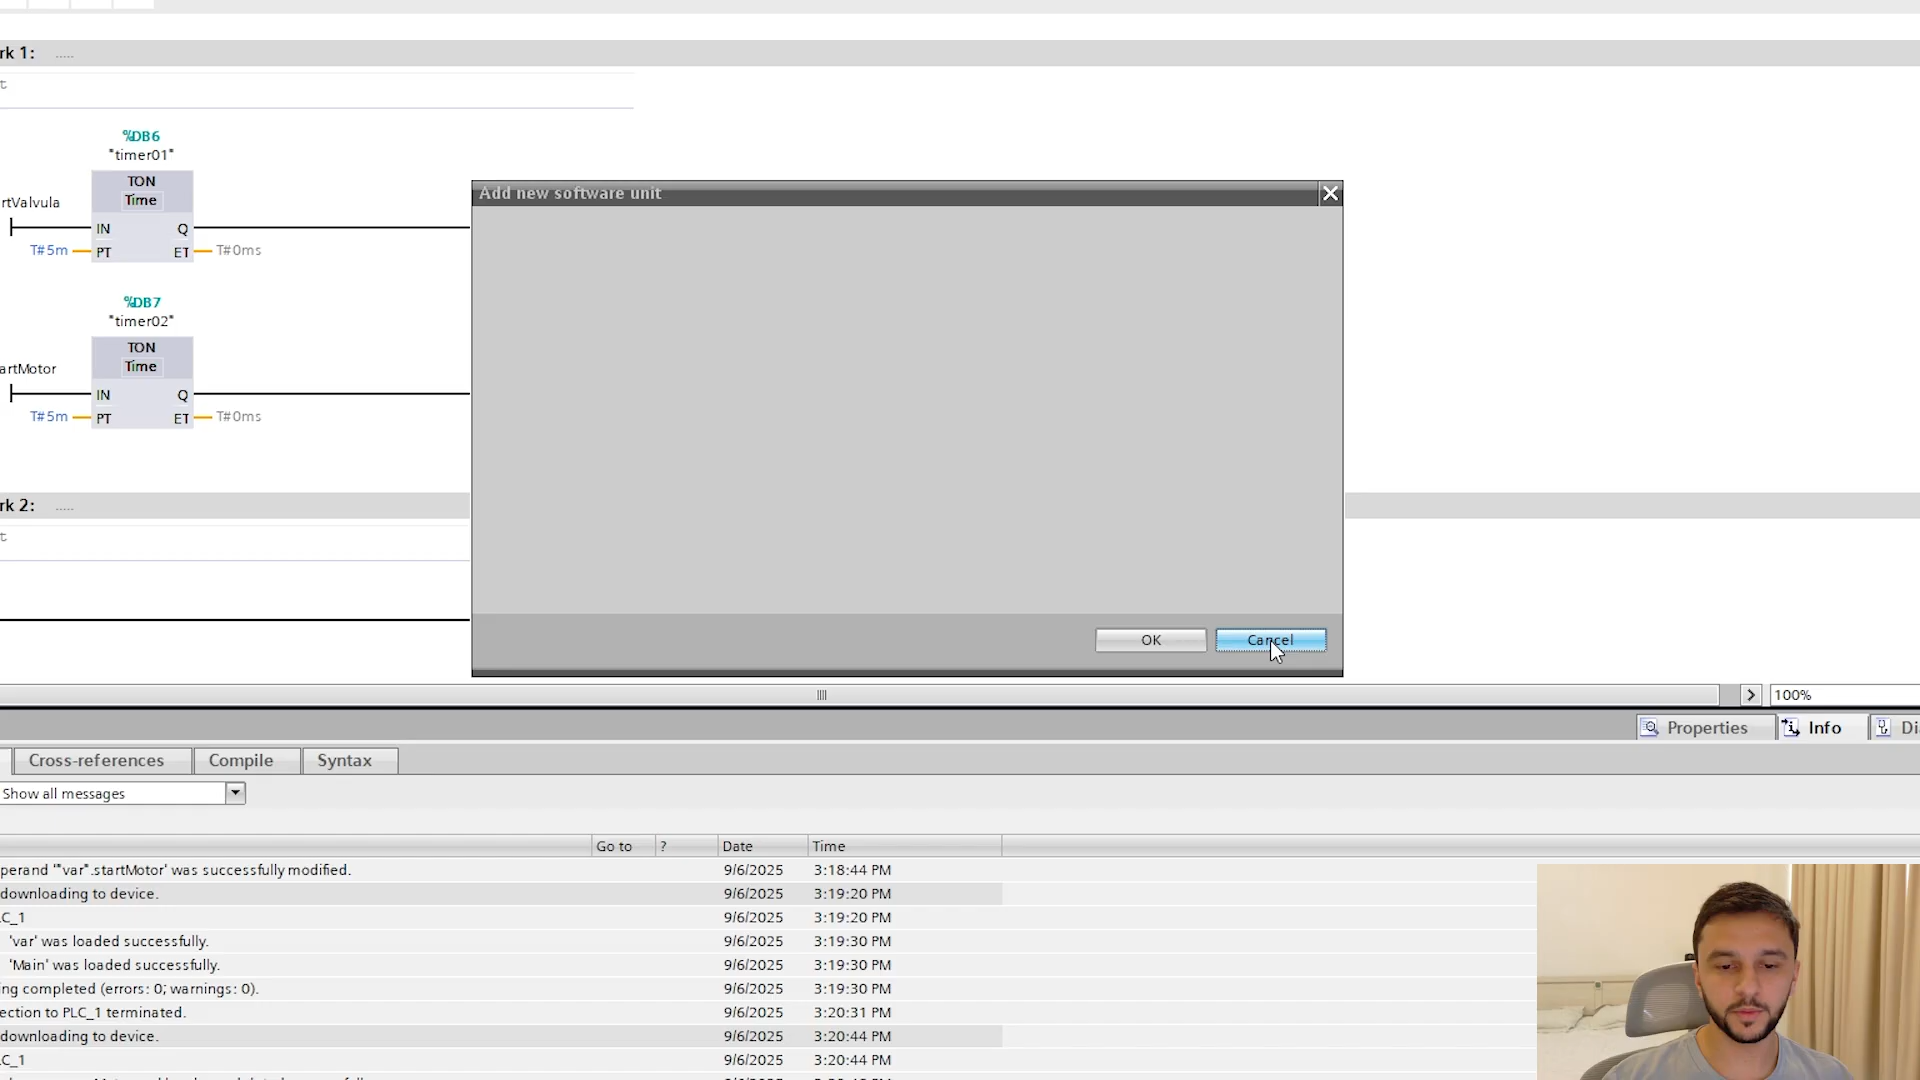 rk 1: .....
t
%DB6
"timer01"
TON
Time
rtValvula
IN Q
T#5m PT ET T#0ms
%DB7
"timer02"
TON
Time
artMotor
IN Q
T#5m PT ET T#0ms
rk 2: .....
t
Add new software unit
OK Cancel
100%
Properties Info Di
Cross-references Compile Syntax
Show all messages
Go to ? Date Time
perand '"var".startMotor' was successfully modified. 9/6/2025 3:18:44 PM
downloading to device. 9/6/2025 3:19:20 PM
C_1 9/6/2025 3:19:20 PM
'var' was loaded successfully. 9/6/2025 3:19:30 PM
'Main' was loaded successfully. 9/6/2025 3:19:30 PM
ing completed (errors: 0; warnings: 0). 9/6/2025 3:19:30 PM
ection to PLC_1 terminated. 9/6/2025 3:20:31 PM
downloading to device. 9/6/2025 3:20:44 PM
C_1 9/6/2025 3:20:44 PM